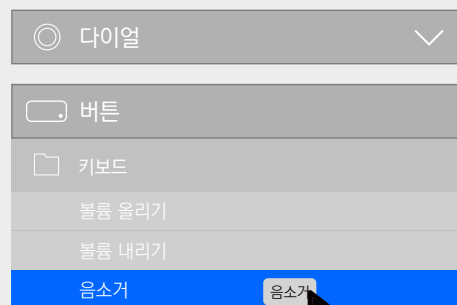 다이얼
버튼
키보드
볼륨 올리기
볼륨 내리기
음소거
음소거